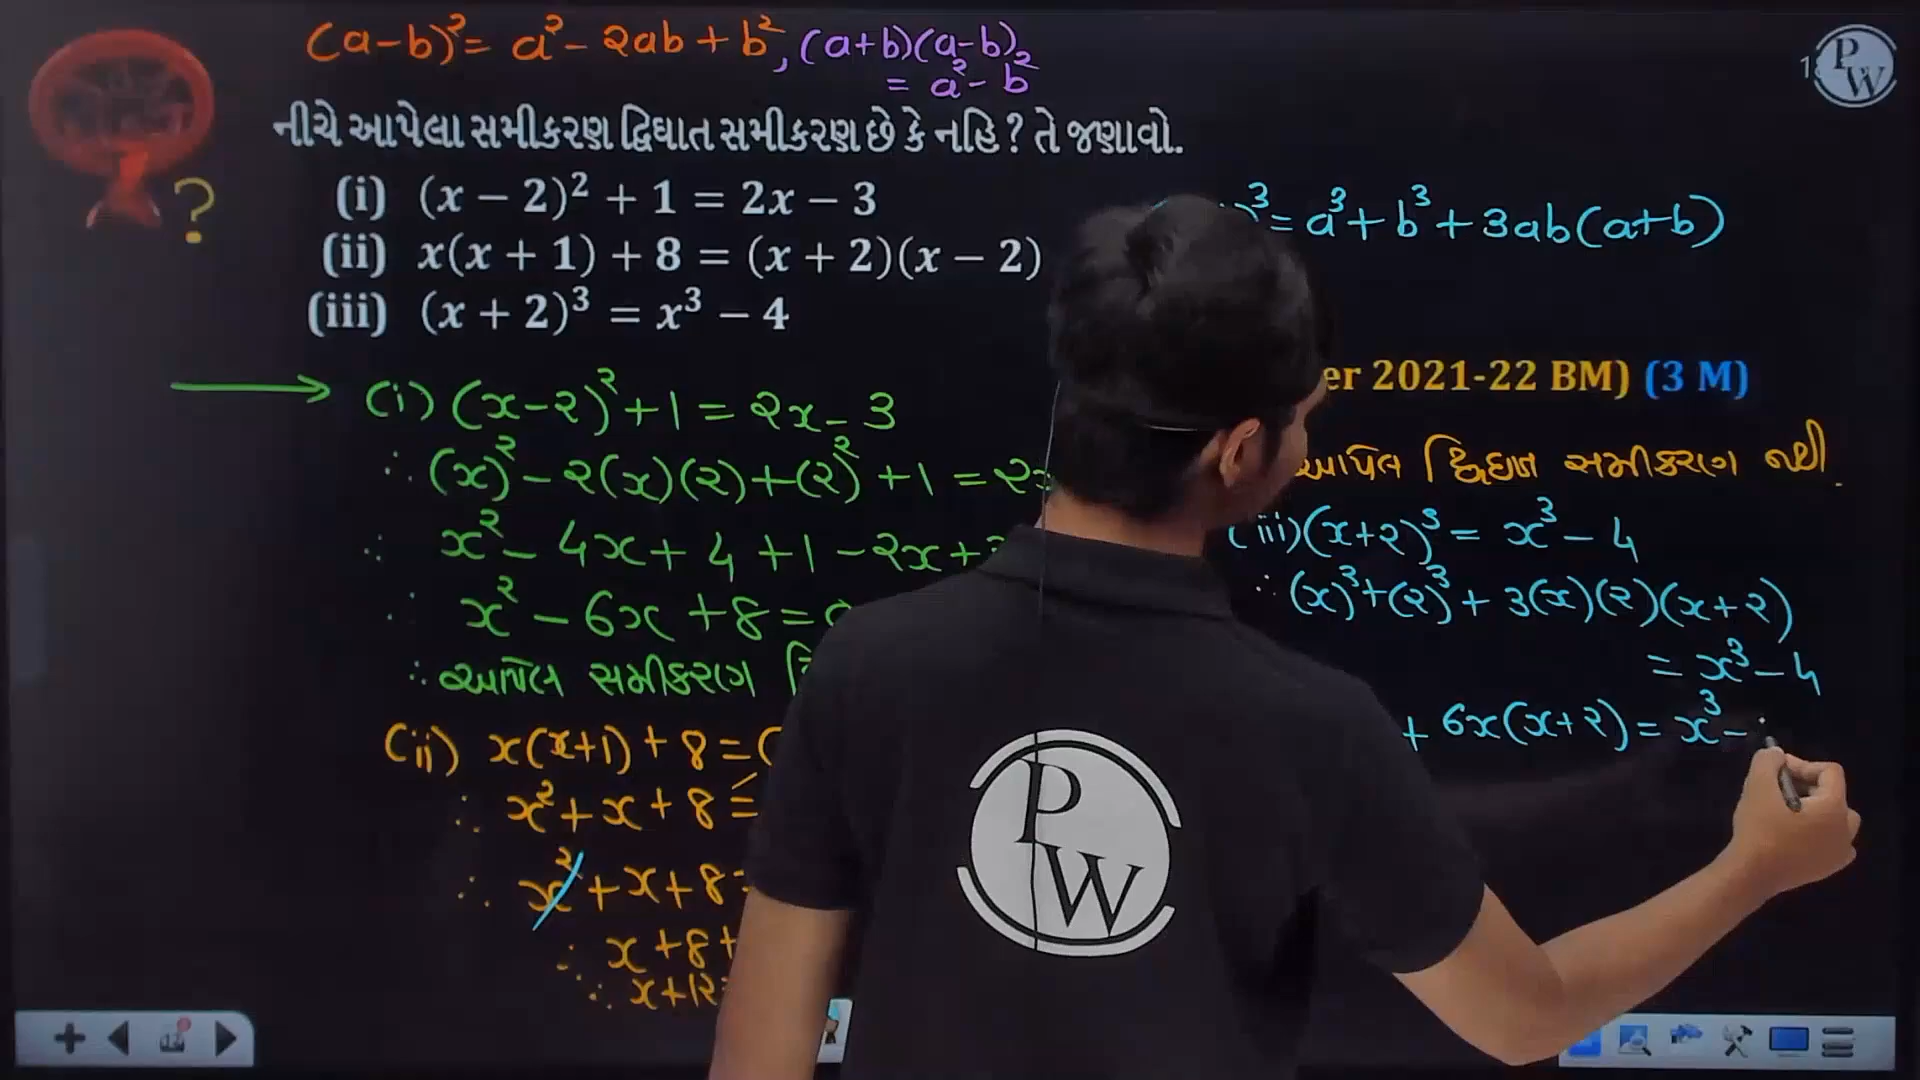 (a-b)² = a² - 2ab + b², (a+b)(a-b)
= a² - b²
નીચે આપેલા સમીકરણ દ્વિઘાત સમીકરણ છે કે નહિ? તે જણાવો.
(i) (x − 2)² + 1 = 2x − 3
(ii) x(x + 1) + 8 = (x + 2)(x − 2)
(iii) (x + 2)³ = x³ − 4
(i) (x-2)² + 1 = 2x - 3
∴ (x)² - 2(x)(2) + (2)² + 1 =
∴ x² - 4x + 4 + 1 - 2x +
∴ x² - 6x + 8 =
∴ આપેલ સમીકરણ
(ii) x(x+1) + 8 = (
∴ x² + x + 8 =
∴ x² + x + 8 =
∴ x + 8 +
∴ x + 12
³ = a³ + b³ + 3ab(a+b)
er 2021-22 BM) (3 M)
આપેલ દ્વિઘાત સમીકરણ નથી.
(iii) (x+2)³ = x³ - 4
∴ (x)³ + (2)³ + 3(x)(2)(x+2)
= x³ - 4
+ 6x(x+2) = x³ -
PW
PW